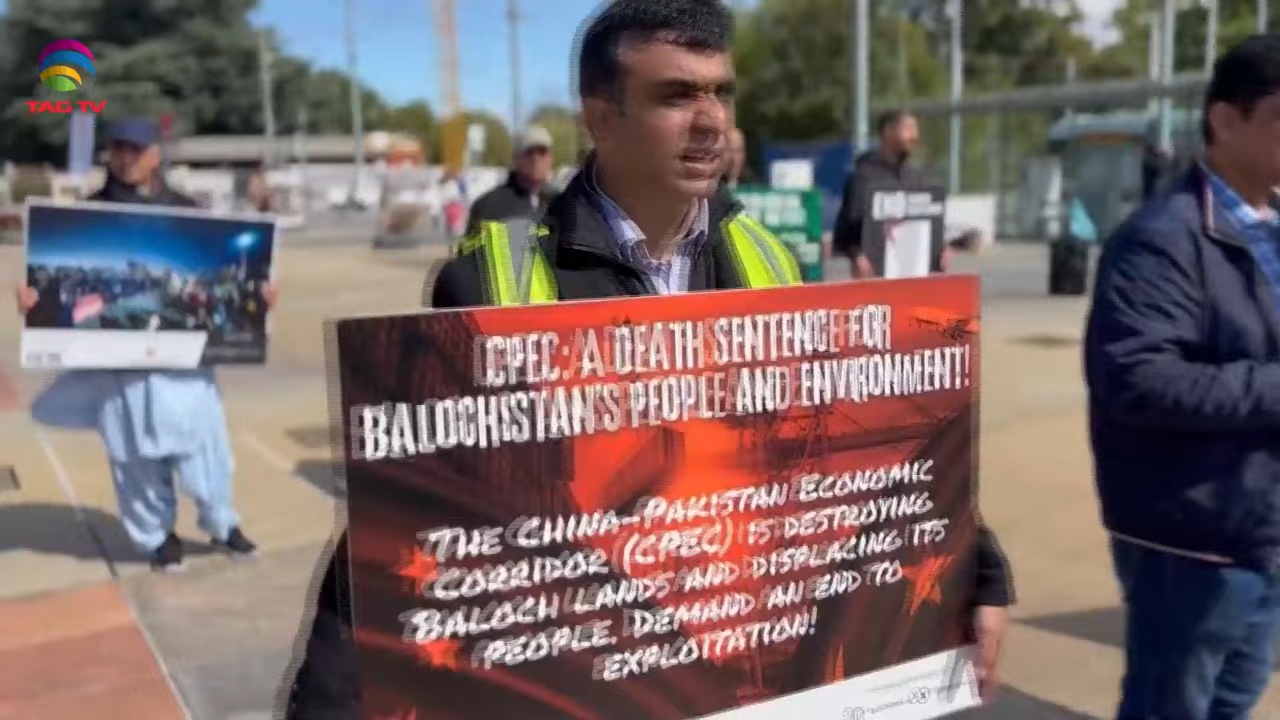 TAG TV
CPEC: A DEATH SENTENCE FOR
BALOCHISTAN'S PEOPLE AND ENVIRONMENT!
THE CHINA-PAKISTAN ECONOMIC
CORRIDOR (CPEC) IS DESTROYING
BALOCH LANDS AND DISPLACING ITS
PEOPLE. DEMAND AN END TO
EXPLOITATION!